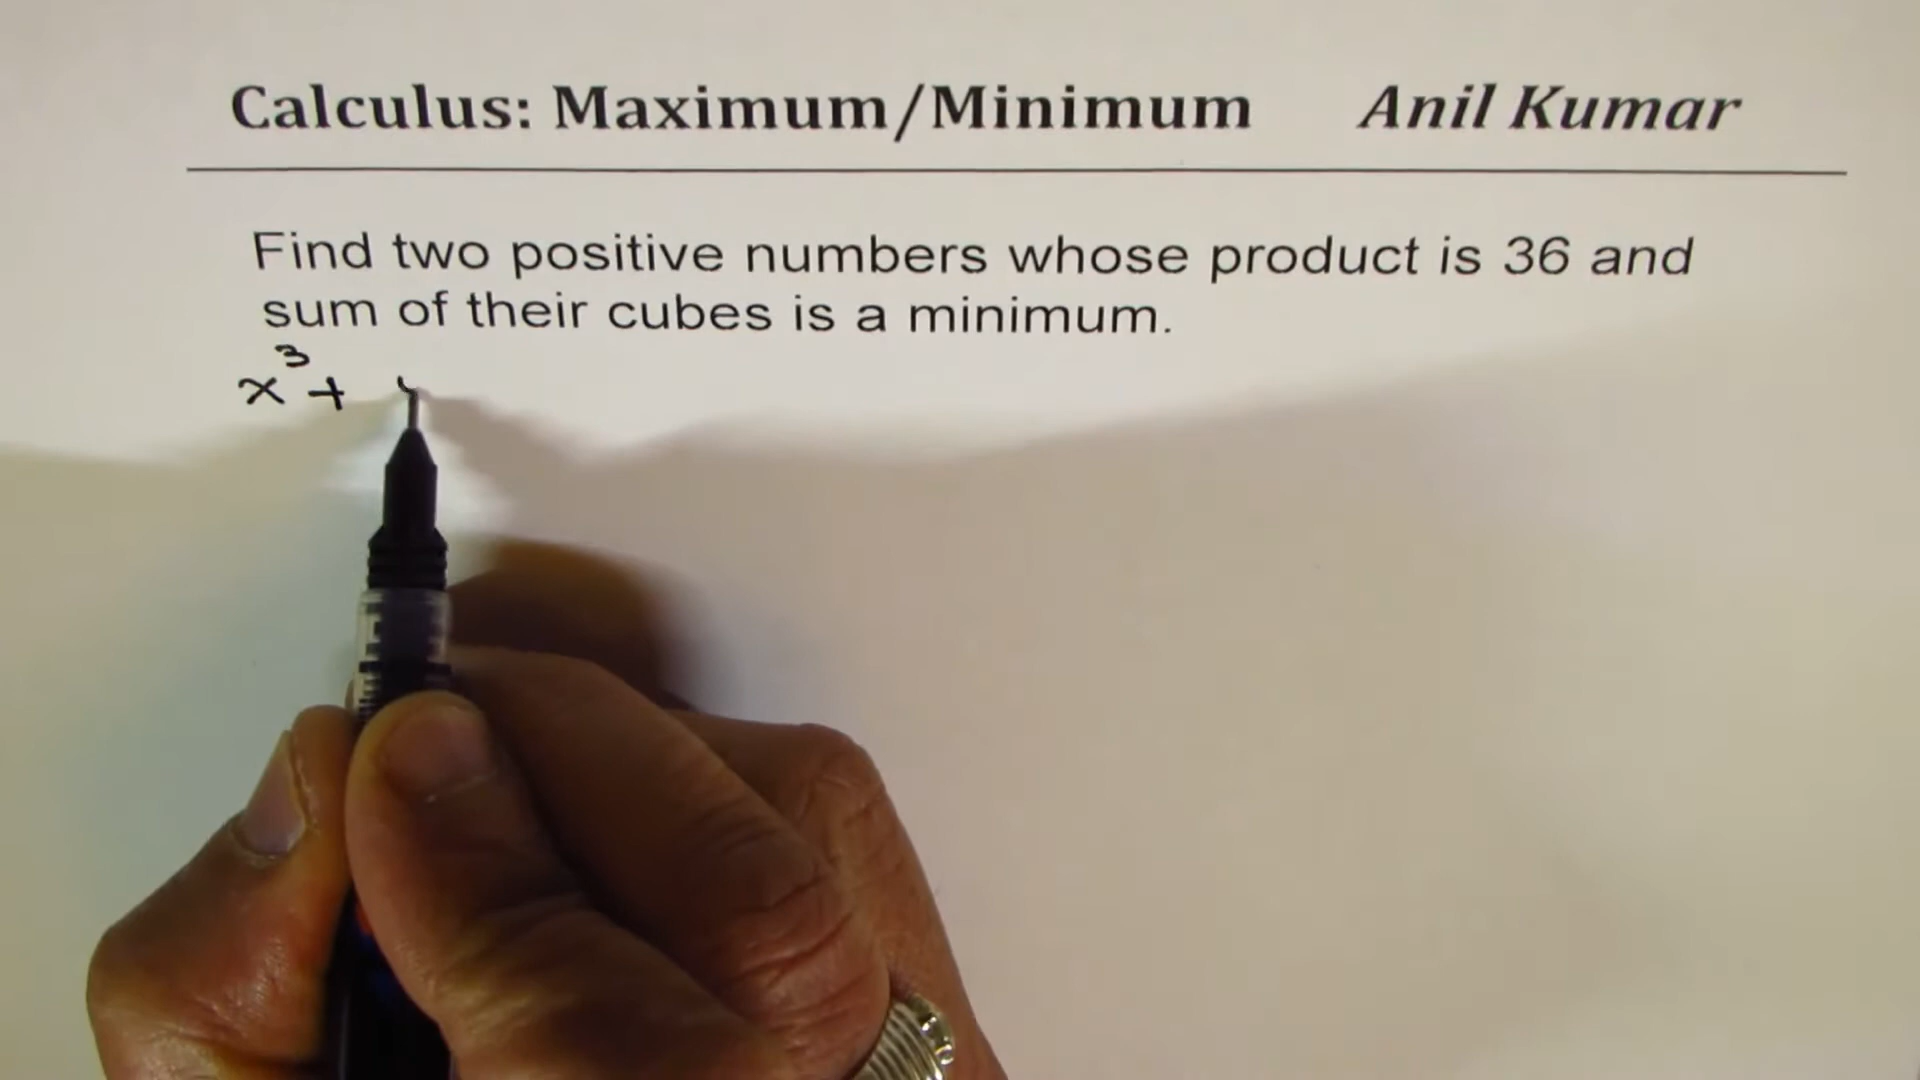 Calculus: Maximum/Minimum Anil Kumar
Find two positive numbers whose product is 36 and
sum of their cubes is a minimum.
x³ +